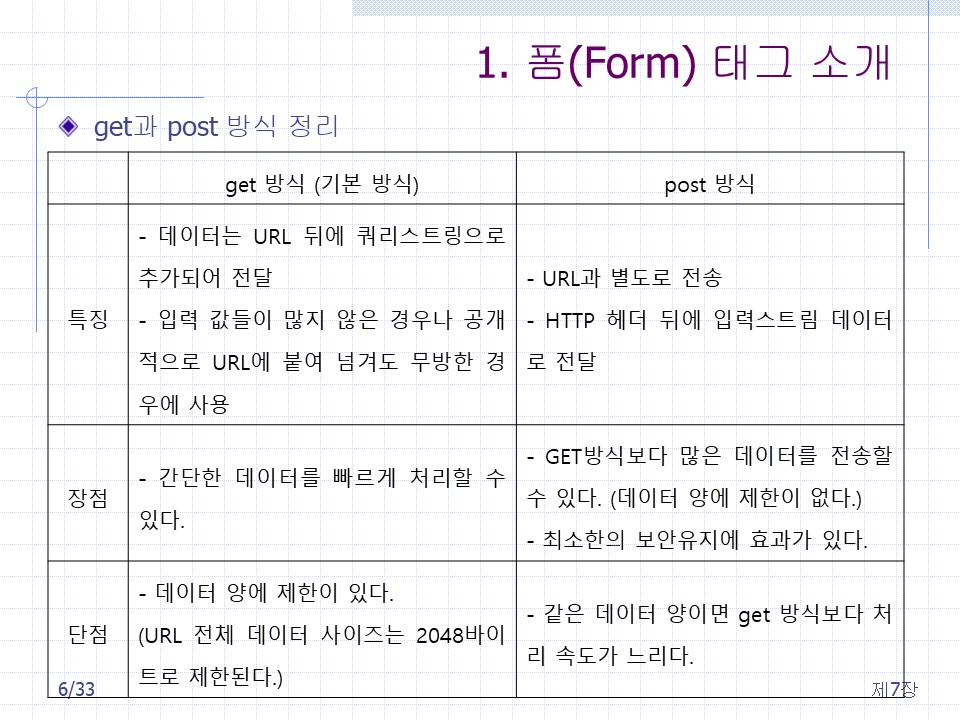 1. 폼(Form) 태그 소개
get과 post 방식 정리
get 방식 (기본 방식)
post 방식
특징
- 데이터는 URL 뒤에 쿼리스트링으로
추가되어 전달
- 입력 값들이 많지 않은 경우나 공개
적으로 URL에 붙여 넘겨도 무방한 경
우에 사용
- URL과 별도로 전송
- HTTP 헤더 뒤에 입력스트림 데이터
로 전달
장점
- 간단한 데이터를 빠르게 처리할 수
있다.
- GET방식보다 많은 데이터를 전송할
수 있다. (데이터 양에 제한이 없다.)
- 최소한의 보안유지에 효과가 있다.
단점
- 데이터 양에 제한이 있다.
(URL 전체 데이터 사이즈는 2048바이
트로 제한된다.)
- 같은 데이터 양이면 get 방식보다 처
리 속도가 느리다.
6/33
제7장